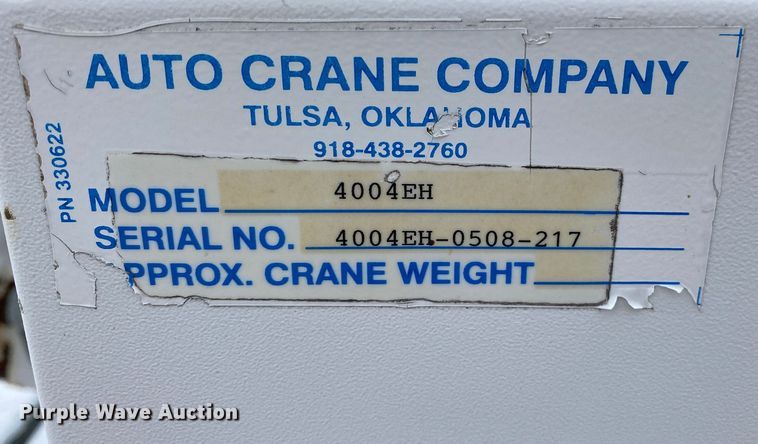 AUTO CRANE COMPANY
TULSA, OKLAHOMA
918-438-2760
PN 330622
MODEL 4004EH
SERIAL NO. 4004EH-0508-217
PPROX. CRANE WEIGHT
Purple Wave Auction